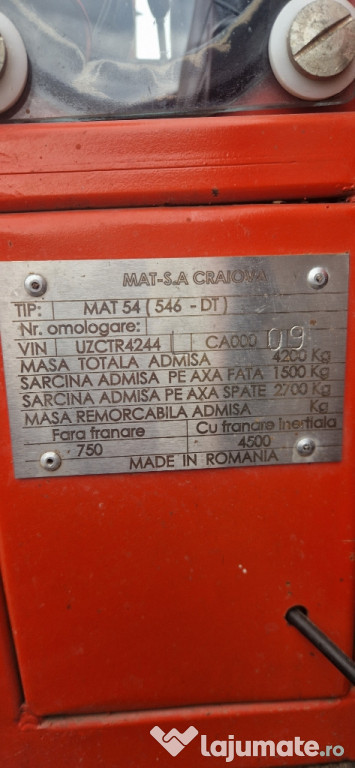 MAT-S.A CRAIOVA
TIP: MAT 54 ( 546 - DT )
Nr. omologare:
VIN UZCTR4244 L CA000 019
MASA TOTALA ADMISA 4200 Kg
SARCINA ADMISA PE AXA FATA 1500 Kg
SARCINA ADMISA PE AXA SPATE 2700 Kg
MASA REMORCABILA ADMISA Kg
Fara franare Cu franare inertiala
750 4500
MADE IN ROMANIA
lajumate.ro